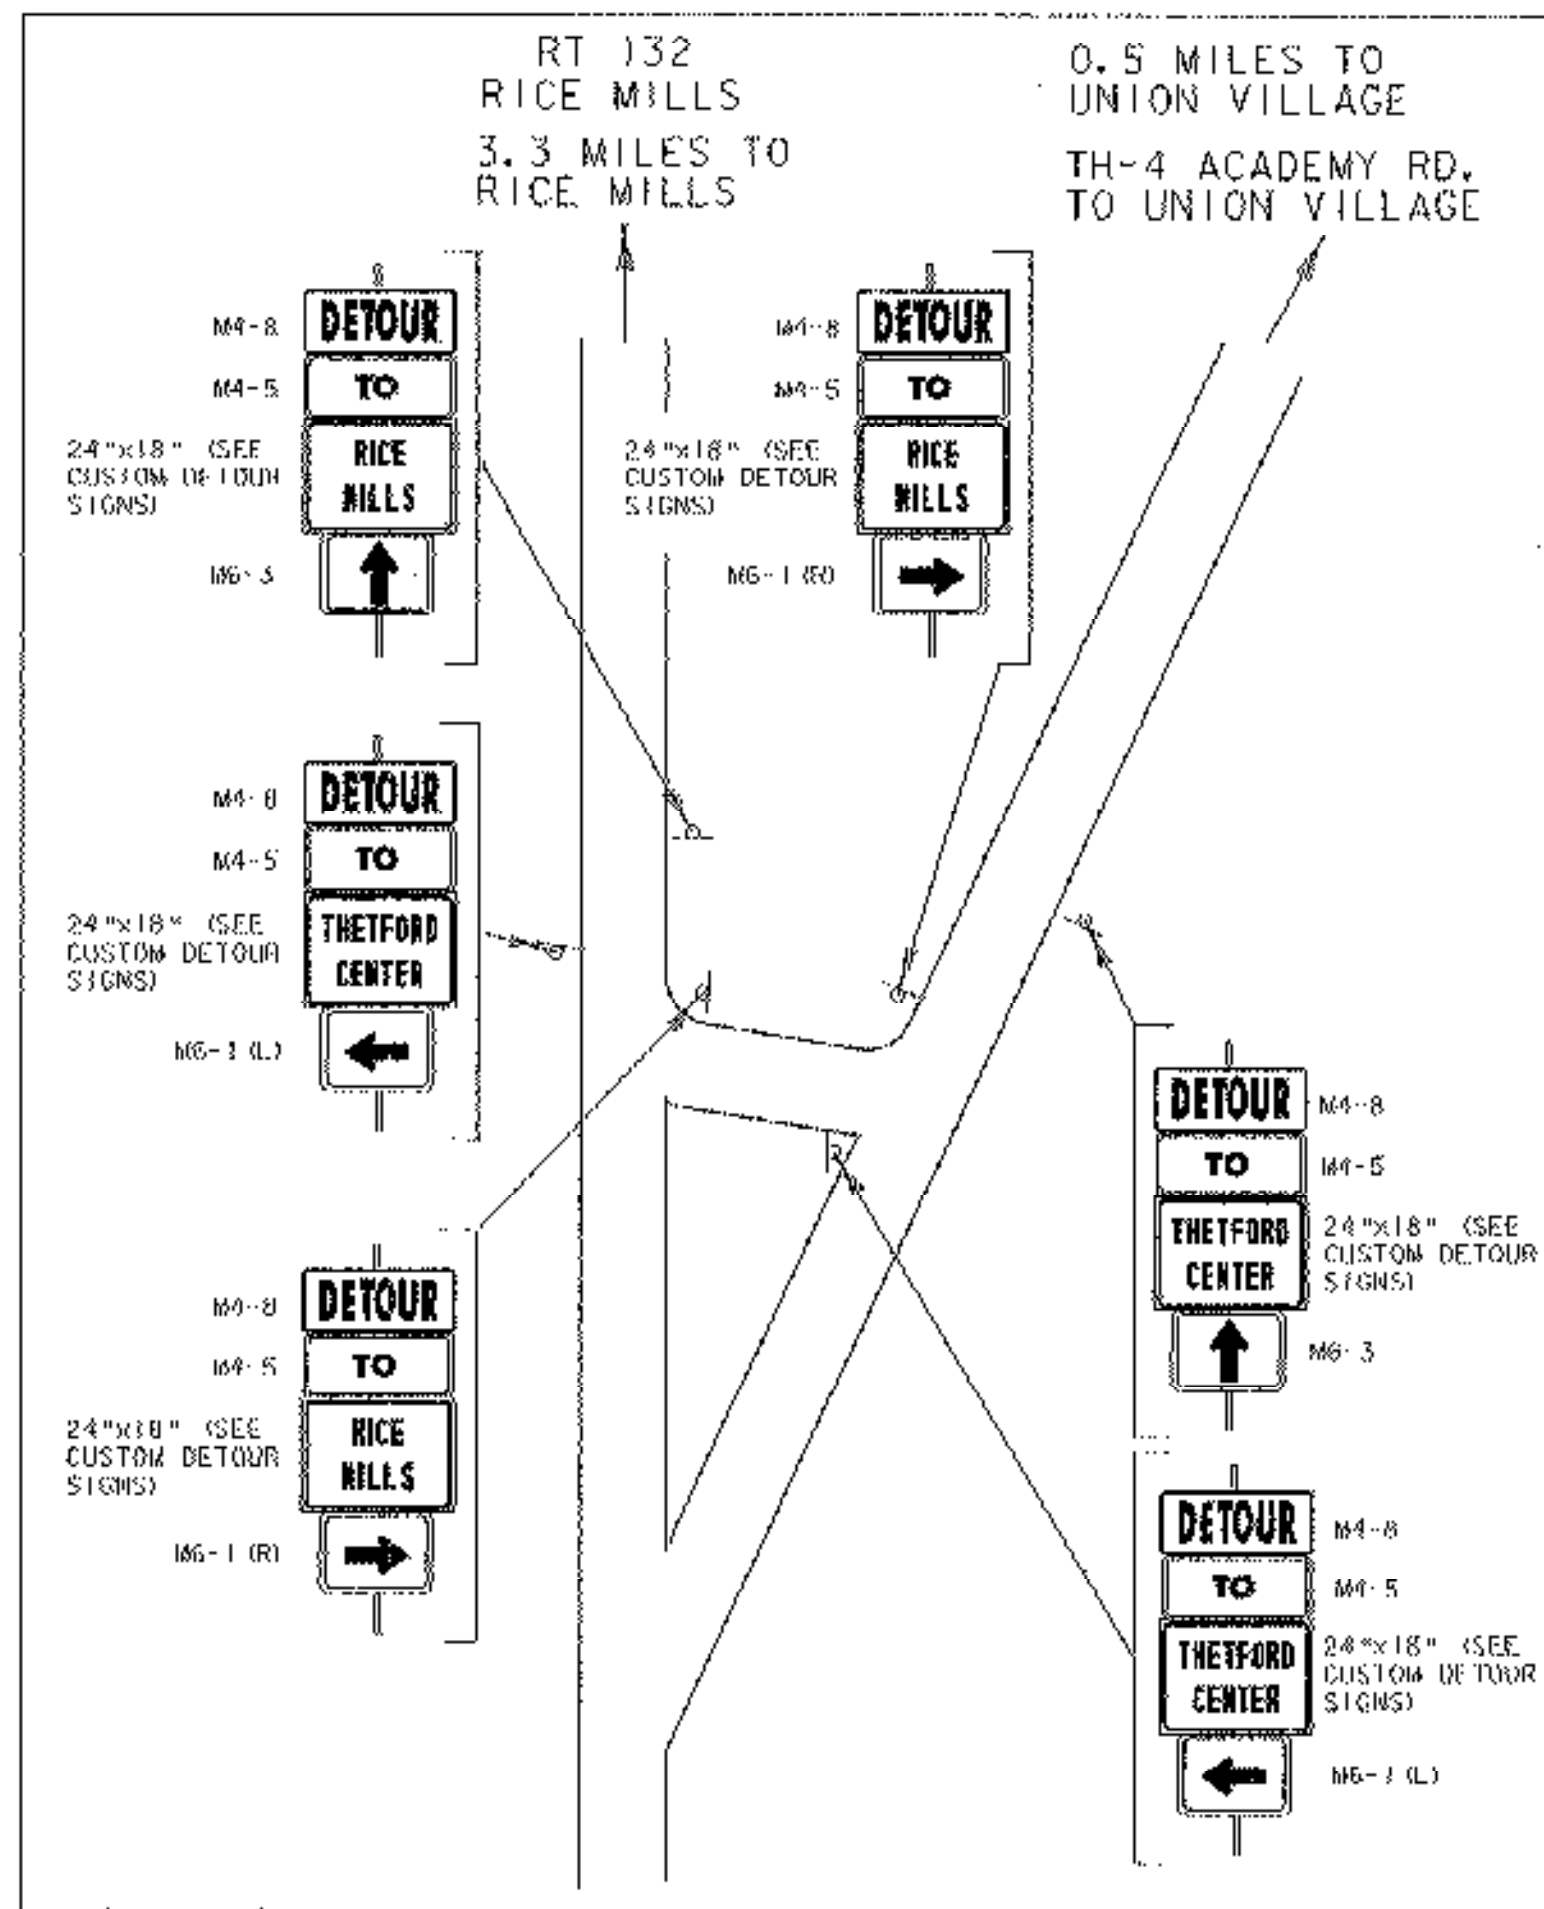 RT 132
RICE MILLS
3.3 MILES TO
RICE MILLS
0.5 MILES TO
UNION VILLAGE
TH-4 ACADEMY RD.
TO UNION VILLAGE
M4-8
DETOUR
M4-5
TO
24"x18" (SEE
CUSTOM DETOUR
SIGNS)
RICE
MILLS
M6-3
M4-8
DETOUR
M4-5
TO
24"x18" (SEE
CUSTOM DETOUR
SIGNS)
RICE
MILLS
M6-1 (R)
M4-8
DETOUR
M4-5
TO
24"x18" (SEE
CUSTOM DETOUR
SIGNS)
THETFORD
CENTER
M6-1 (L)
DETOUR
M4-8
TO
M4-5
THETFORD
CENTER
24"x18" (SEE
CUSTOM DETOUR
SIGNS)
M6-3
M4-8
DETOUR
M4-5
TO
24"x18" (SEE
CUSTOM DETOUR
SIGNS)
RICE
MILLS
M6-1 (R)
DETOUR
M4-8
TO
M4-5
THETFORD
CENTER
24"x18" (SEE
CUSTOM DETOUR
SIGNS)
M6-1 (L)